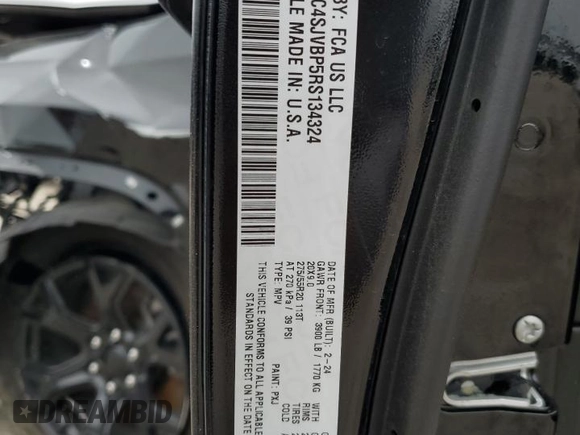 BY: FCA US LLC
C4SJVBP5RS134324
LE MADE IN: U.S.A.
DATE OF MFR (BUILT): 2-24
GAWR FRONT: 3900 LB / 1770 KG WITH
20X9.0 RIMS
275/55R20 113T TIRES
AT 270 kPa / 39 PSI COLD
TYPE: MPV PAINT: PXJ
THIS VEHICLE CONFORMS TO ALL APPLICABLE
STANDARDS IN EFFECT ON THE DATE
DREAMBID